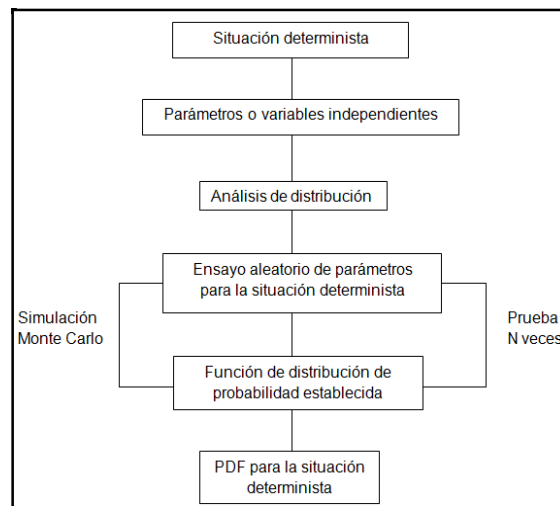 Situación determinista
Parámetros o variables independientes
Análisis de distribución
Ensayo aleatorio de parámetros
para la situación determinista
Simulación
Monte Carlo
Prueba
N veces
Función de distribución de
probabilidad establecida
PDF para la situación
determinista